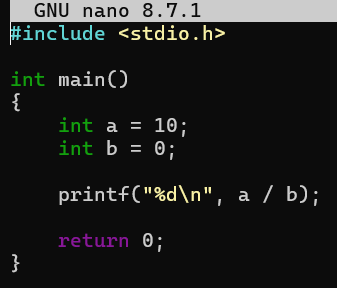 GNU nano 8.7.1
#include <stdio.h>

int main()
{
    int a = 10;
    int b = 0;

    printf("%d\n", a / b);

    return 0;
}